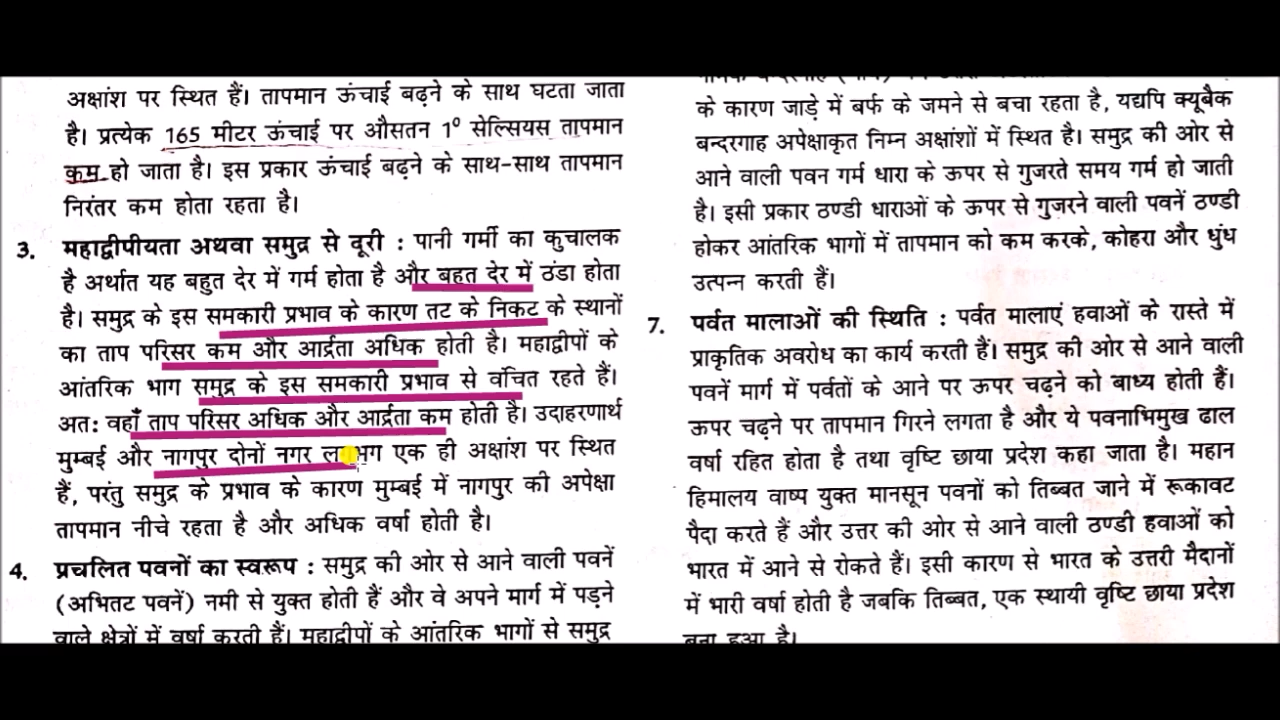 अक्षांश पर स्थित हैं। तापमान ऊंचाई बढ़ने के साथ घटता जाता
है। प्रत्येक 165 मीटर ऊंचाई पर औसतन 1⁰ सेल्सियस तापमान
कम हो जाता है। इस प्रकार ऊंचाई बढ़ने के साथ-साथ तापमान
निरंतर कम होता रहता है।
3. महाद्वीपीयता अथवा समुद्र से दूरी : पानी गर्मी का कुचालक
है अर्थात यह बहुत देर में गर्म होता है और बहुत देर में ठंडा होता
है। समुद्र के इस समकारी प्रभाव के कारण तट के निकट के स्थानों
का ताप परिसर कम और आर्द्रता अधिक होती है। महाद्वीपों के
आंतरिक भाग समुद्र के इस समकारी प्रभाव से वंचित रहते हैं।
अत: वहाँ ताप परिसर अधिक और आर्द्रता कम होती है। उदाहरणार्थ
मुम्बई और नागपुर दोनों नगर एक ही अक्षांश पर स्थित
हैं, परंतु समुद्र के प्रभाव के कारण मुम्बई में नागपुर की अपेक्षा
तापमान नीचे रहता है और अधिक वर्षा होती है।
4. प्रचलित पवनों का स्वरूप : समुद्र की ओर से आने वाली पवनें
(अभितट पवनें) नमी से युक्त होती हैं और वे अपने मार्ग में पड़ने
वाले क्षेत्रों में वर्षा करती हैं। महाद्वीपों के आंतरिक भागों से समुद्र
के कारण जाड़े में बर्फ के जमने से बचा रहता है, यद्यपि क्यूबैक
बन्दरगाह अपेक्षाकृत निम्न अक्षांशों में स्थित है। समुद्र की ओर से
आने वाली पवन गर्म धारा के ऊपर से गुजरते समय गर्म हो जाती
है। इसी प्रकार ठण्डी धाराओं के ऊपर से गुजरने वाली पवनें ठण्डी
होकर आंतरिक भागों में तापमान को कम करके, कोहरा और धुंध
उत्पन्न करती हैं।
7. पर्वत मालाओं की स्थिति : पर्वत मालाएं हवाओं के रास्ते में
प्राकृतिक अवरोध का कार्य करती हैं। समुद्र की ओर से आने वाली
पवनें मार्ग में पर्वतों के आने पर ऊपर चढ़ने को बाध्य होती हैं।
ऊपर चढ़ने पर तापमान गिरने लगता है और ये पवनाभिमुख ढाल
वर्षा रहित होता है तथा वृष्टि छाया प्रदेश कहा जाता है। महान
हिमालय वाष्प युक्त मानसून पवनों को तिब्बत जाने में रूकावट
पैदा करते हैं और उत्तर की ओर से आने वाली ठण्डी हवाओं को
भारत में आने से रोकते हैं। इसी कारण से भारत के उत्तरी मैदानों
में भारी वर्षा होती है जबकि तिब्बत, एक स्थायी वृष्टि छाया प्रदेश
बना हुआ है।